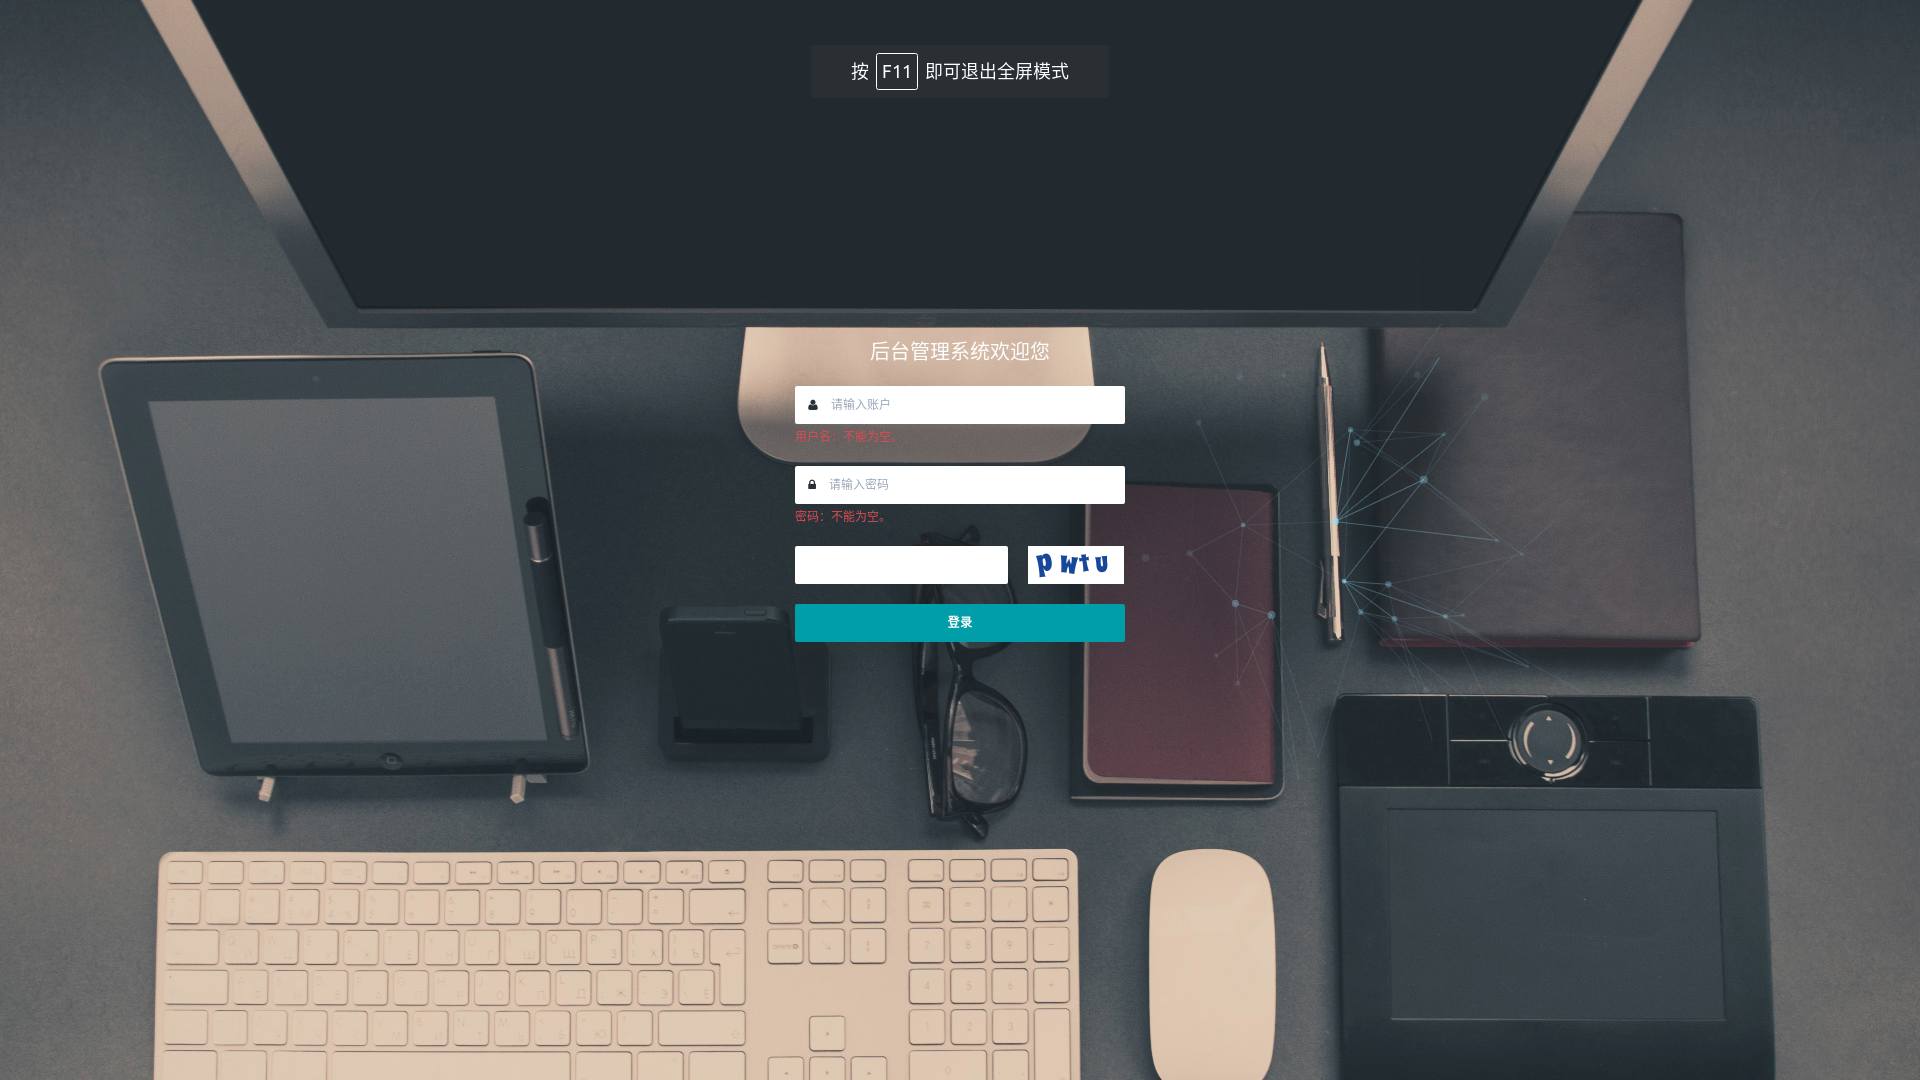 按 F11 即可退出全屏模式
后台管理系统欢迎您
请输入账户
用户名：不能为空。
请输入密码
密码：不能为空。
pwtu
登录